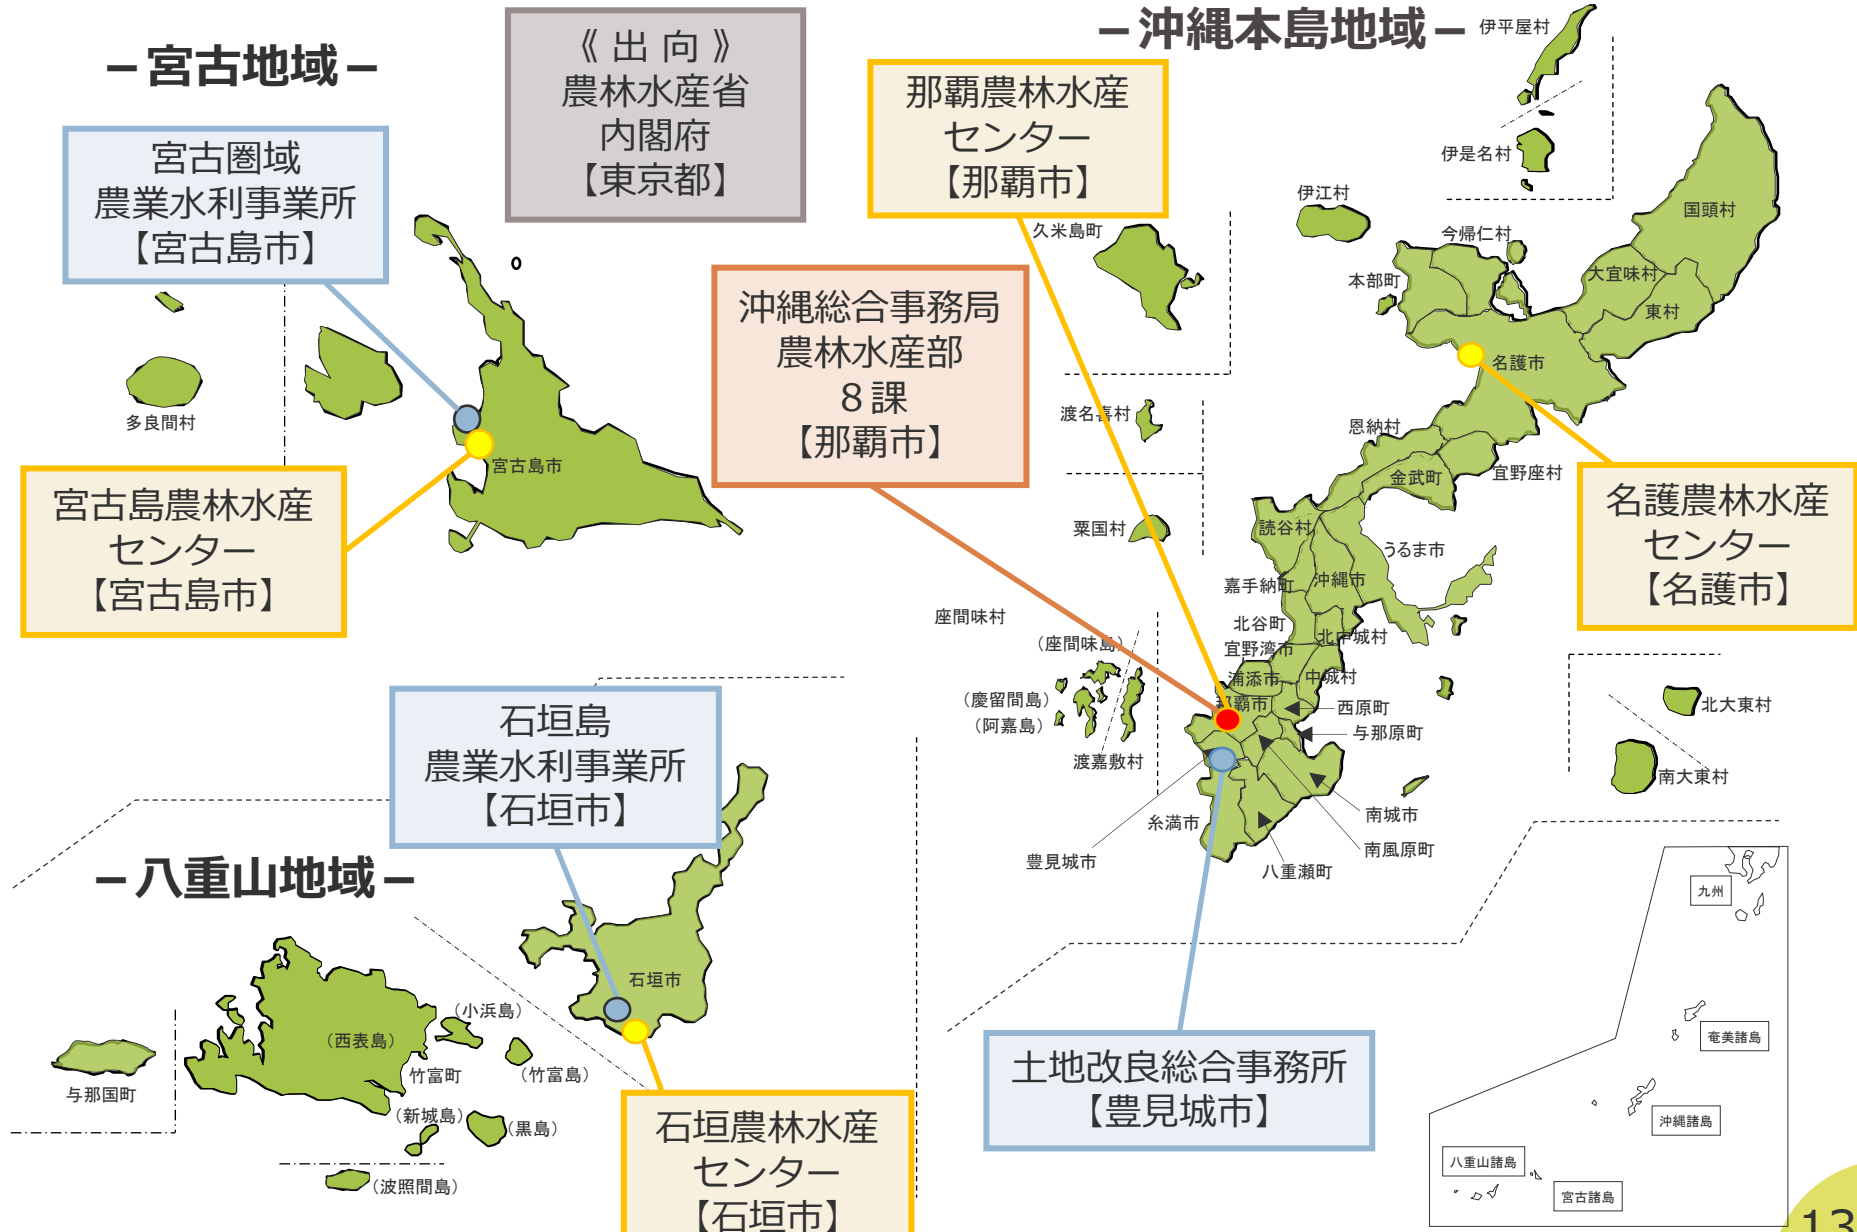 －宮古地域－
《 出 向 》
農林水産省
内閣府
【東京都】
－沖縄本島地域－
那覇農林水産
センター
【那覇市】
宮古圏域
農業水利事業所
【宮古島市】
沖縄総合事務局
農林水産部
８課
【那覇市】
宮古島農林水産
センター
【宮古島市】
名護農林水産
センター
【名護市】
石垣島
農業水利事業所
【石垣市】
－八重山地域－
土地改良総合事務所
【豊見城市】
石垣農林水産
センター
【石垣市】
多良間村
宮古島市
伊平屋村
伊是名村
伊江村
久米島町
国頭村
今帰仁村
大宜味村
本部町
東村
名護市
渡名喜村
恩納村
宜野座村
金武町
粟国村
読谷村
うるま市
嘉手納町
沖縄市
座間味村
北谷町
北中城村
（座間味島）
宜野湾市
浦添市
中城村
（慶留間島）
那覇市
西原町
（阿嘉島）
与那原町
渡嘉敷村
北大東村
南大東村
糸満市
南城市
南風原町
豊見城市
八重瀬町
石垣市
（小浜島）
（西表島）
竹富町
（竹富島）
与那国町
（新城島）
（黒島）
（波照間島）
九州
奄美諸島
沖縄諸島
八重山諸島
宮古諸島
13